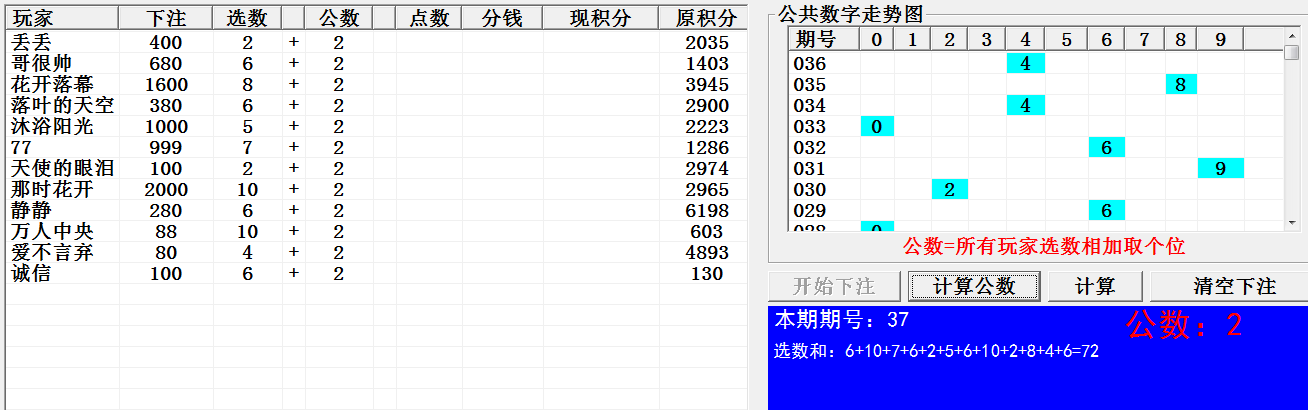 玩家 下注 选数 公数 点数 分钱 现积分 原积分
丢丢 400 2 + 2 2035
哥很帅 680 6 + 2 1403
花开落幕 1600 8 + 2 3945
落叶的天空 380 6 + 2 2900
沐浴阳光 1000 5 + 2 2223
77 999 7 + 2 1286
天使的眼泪 100 2 + 2 2974
那时花开 2000 10 + 2 2965
静静 280 6 + 2 6198
万人中央 88 10 + 2 603
爱不言弃 80 4 + 2 4893
诚信 100 6 + 2 130
公共数字走势图
期号 0 1 2 3 4 5 6 7 8 9
036 4
035 8
034 4
033 0
032 6
031 9
030 2
029 6
028 0
公数=所有玩家选数相加取个位
开始下注 计算公数 计算 清空下注
本期期号：37 公数：2
选数和：6+10+7+6+2+5+6+10+2+8+4+6=72